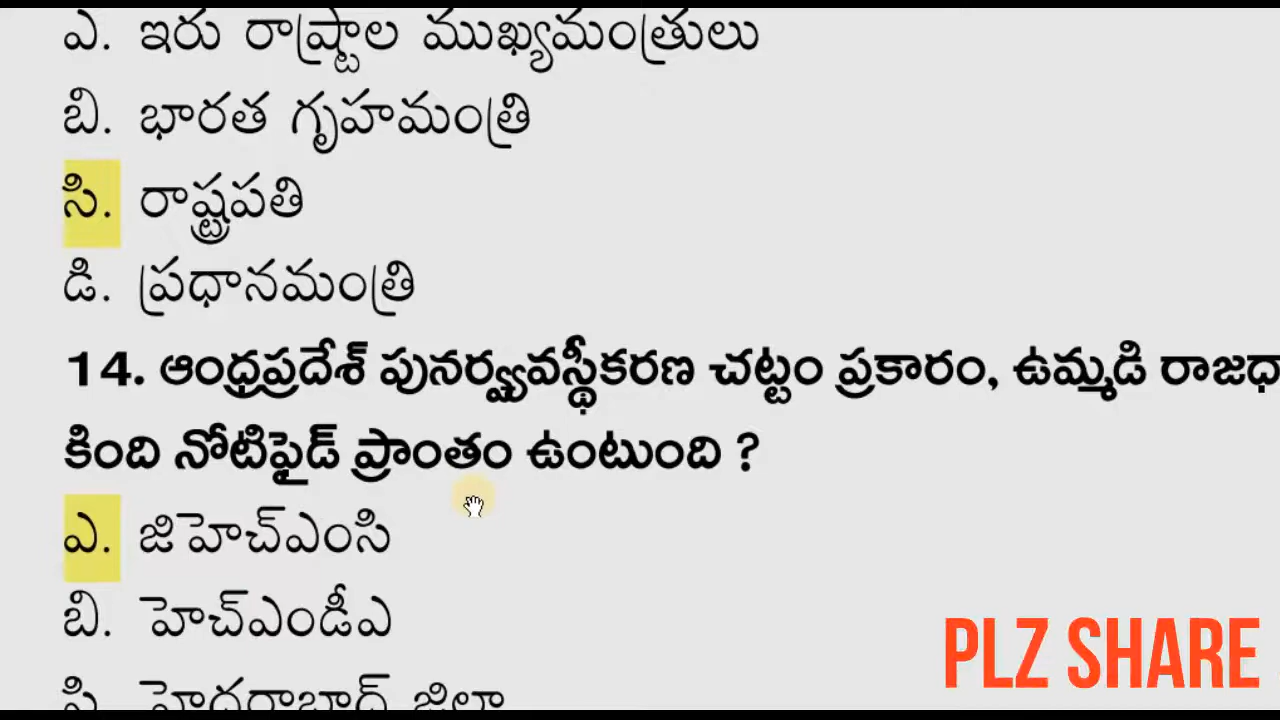 ఎ. ఇరు రాష్ట్రాల ముఖ్యమంత్రులు
బి. భారత గృహమంత్రి
సి. రాష్ట్రపతి
డి. ప్రధానమంత్రి
14. ఆంధ్రప్రదేశ్ పునర్వ్యవస్థీకరణ చట్టం ప్రకారం, ఉమ్మడి రాజధా
కింది నోటిఫైడ్ ప్రాంతం ఉంటుంది ?
ఎ. జిహెచ్ఎంసి
బి. హెచ్ఎండీఎ
సి. హైదరాబాద్ జిల్లా
PLZ SHARE